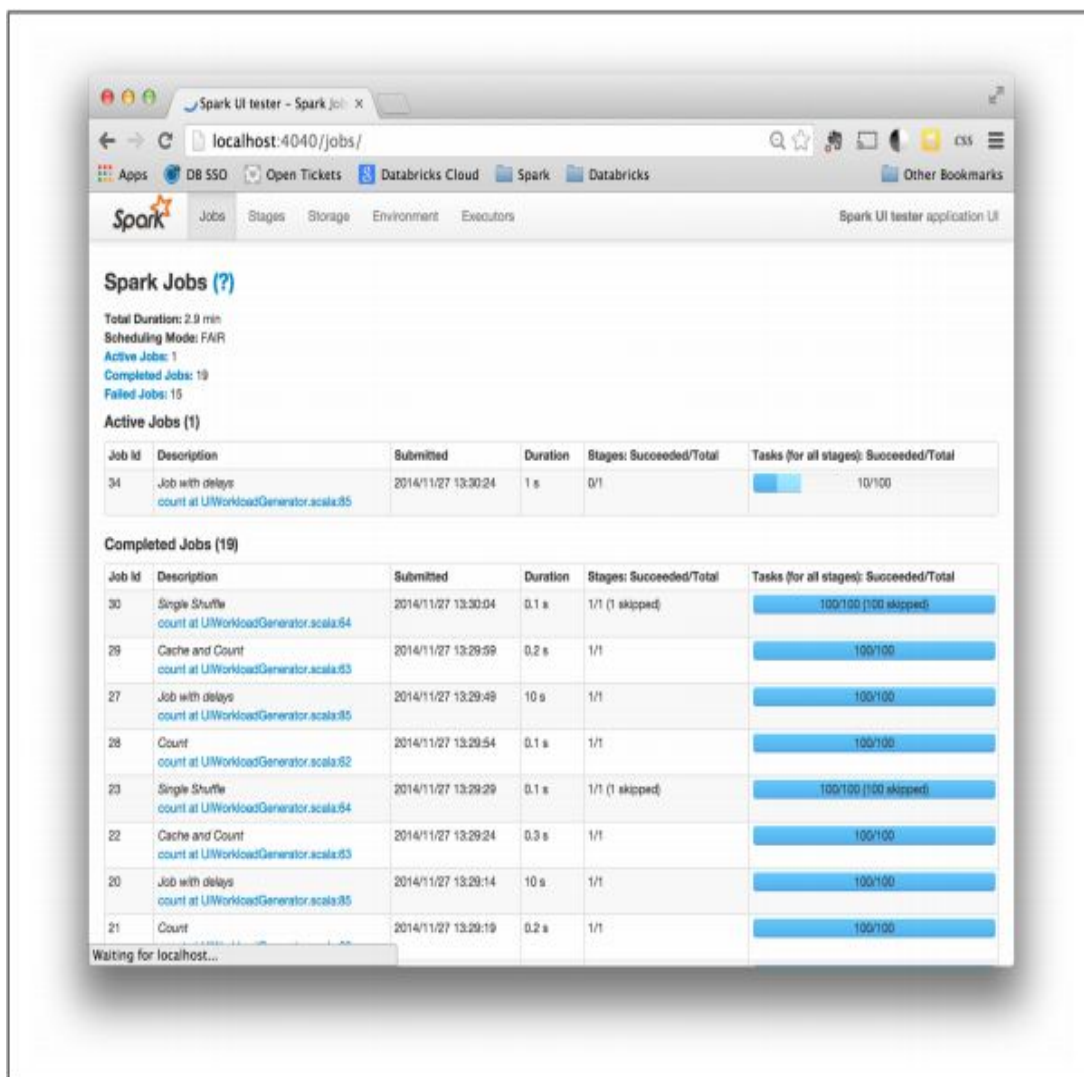 Spark UI tester - Spark Job ×
localhost:4040/jobs/
CSS
Apps DB SSO Open Tickets Databricks Cloud Spark Databricks Other Bookmarks
Spark Jobs Stages Storage Environment Executors Spark UI tester application UI
Spark Jobs (?)
Total Duration: 2.9 min
Scheduling Mode: FAIR
Active Jobs: 1
Completed Jobs: 19
Failed Jobs: 15
Active Jobs (1)
Job Id Description Submitted Duration Stages: Succeeded/Total Tasks (for all stages): Succeeded/Total
34 Job with delays 2014/11/27 13:30:24 1 s 0/1 10/100
count at UIWorkloadGenerator.scala:85
Completed Jobs (19)
Job Id Description Submitted Duration Stages: Succeeded/Total Tasks (for all stages): Succeeded/Total
30 Single Shuffle 2014/11/27 13:30:04 0.1 s 1/1 (1 skipped) 100/100 (100 skipped)
count at UIWorkloadGenerator.scala:64
29 Cache and Count 2014/11/27 13:29:59 0.2 s 1/1 100/100
count at UIWorkloadGenerator.scala:63
27 Job with delays 2014/11/27 13:29:49 10 s 1/1 100/100
count at UIWorkloadGenerator.scala:85
28 Count 2014/11/27 13:29:54 0.1 s 1/1 100/100
count at UIWorkloadGenerator.scala:62
23 Single Shuffle 2014/11/27 13:29:29 0.1 s 1/1 (1 skipped) 100/100 (100 skipped)
count at UIWorkloadGenerator.scala:64
22 Cache and Count 2014/11/27 13:29:24 0.3 s 1/1 100/100
count at UIWorkloadGenerator.scala:63
20 Job with delays 2014/11/27 13:29:14 10 s 1/1 100/100
count at UIWorkloadGenerator.scala:85
21 Count 2014/11/27 13:29:19 0.2 s 1/1 100/100
Waiting for localhost...